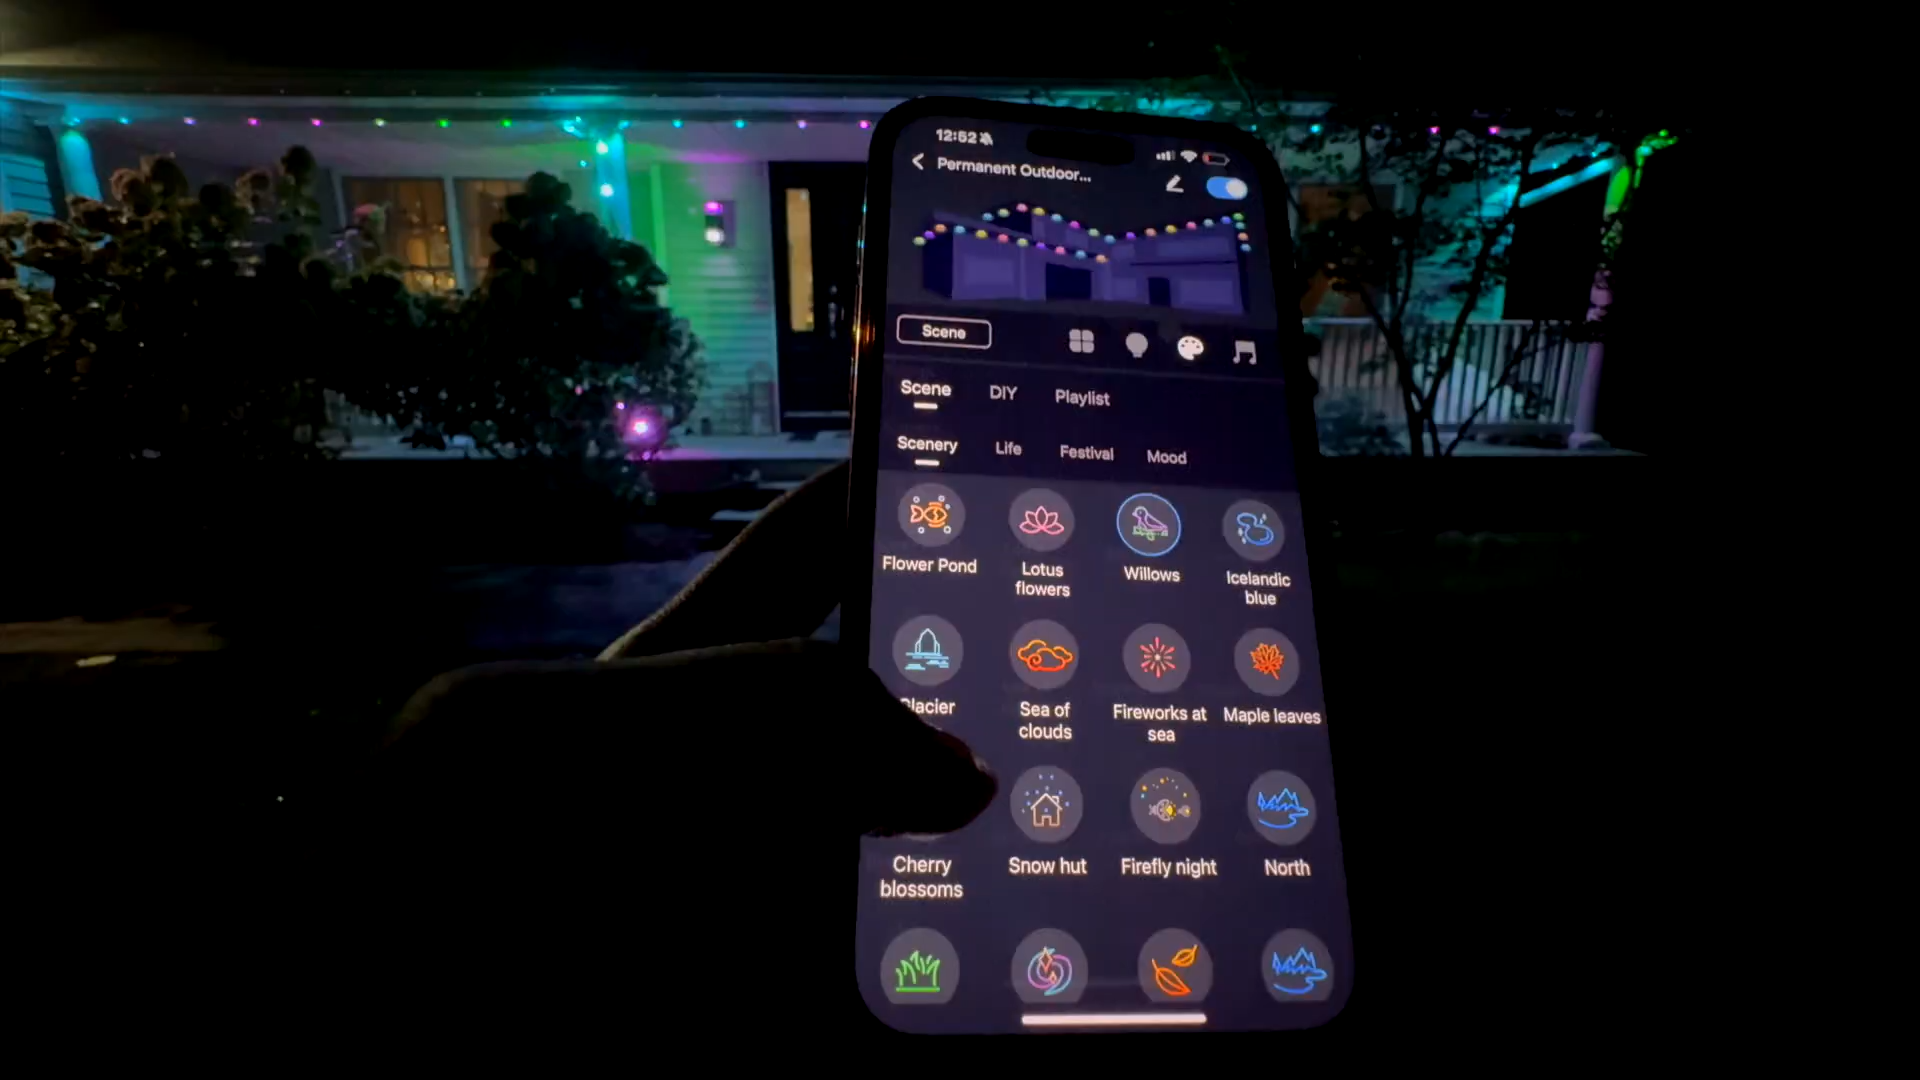 12:52
Permanent Outdoor...
Scene
Scene DIY Playlist
Scenery Life Festival Mood
Flower Pond
Lotus
flowers
Willows
Icelandic
blue
Glacier
Sea of
clouds
Fireworks at
sea
Maple leaves
Cherry
blossoms
Snow hut
Firefly night
North